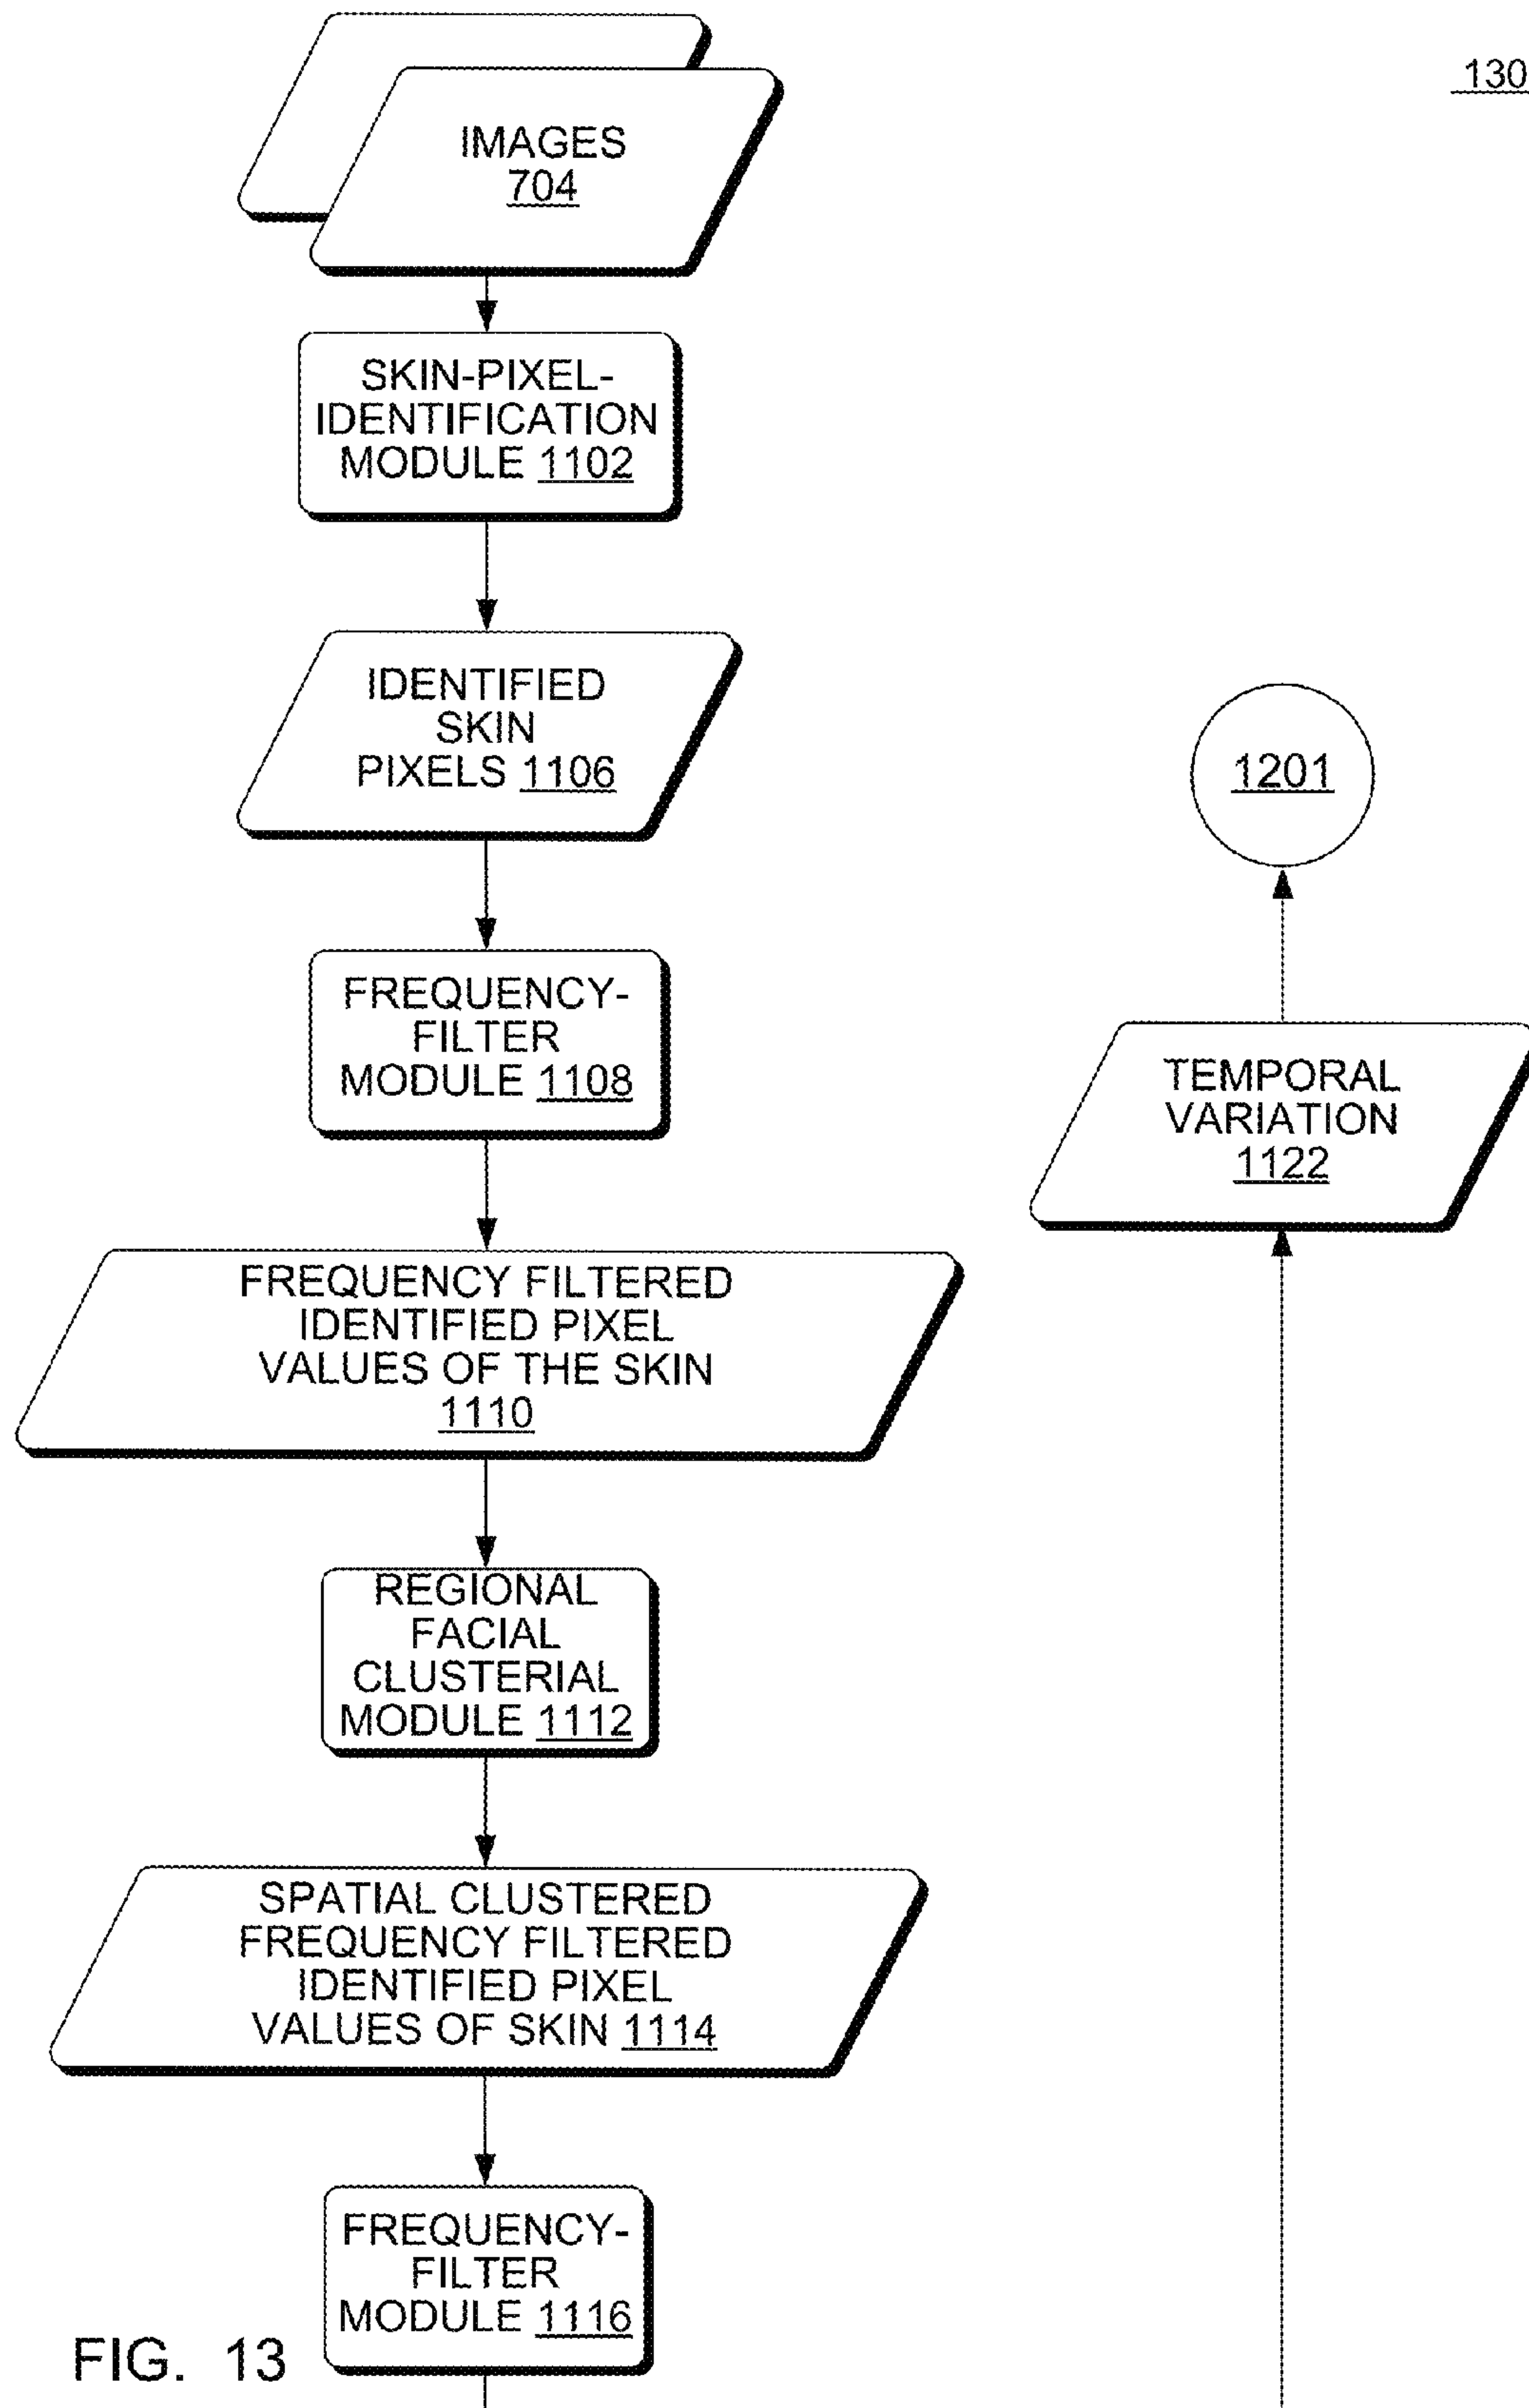 130
IMAGES
704
SKIN-PIXEL-
IDENTIFICATION
MODULE 1102
IDENTIFIED
SKIN
PIXELS 1106
FREQUENCY-
FILTER
MODULE 1108
FREQUENCY FILTERED
IDENTIFIED PIXEL
VALUES OF THE SKIN
1110
REGIONAL
FACIAL
CLUSTERIAL
MODULE 1112
SPATIAL CLUSTERED
FREQUENCY FILTERED
IDENTIFIED PIXEL
VALUES OF SKIN 1114
FREQUENCY-
FILTER
MODULE 1116
1201
TEMPORAL
VARIATION
1122
FIG. 13